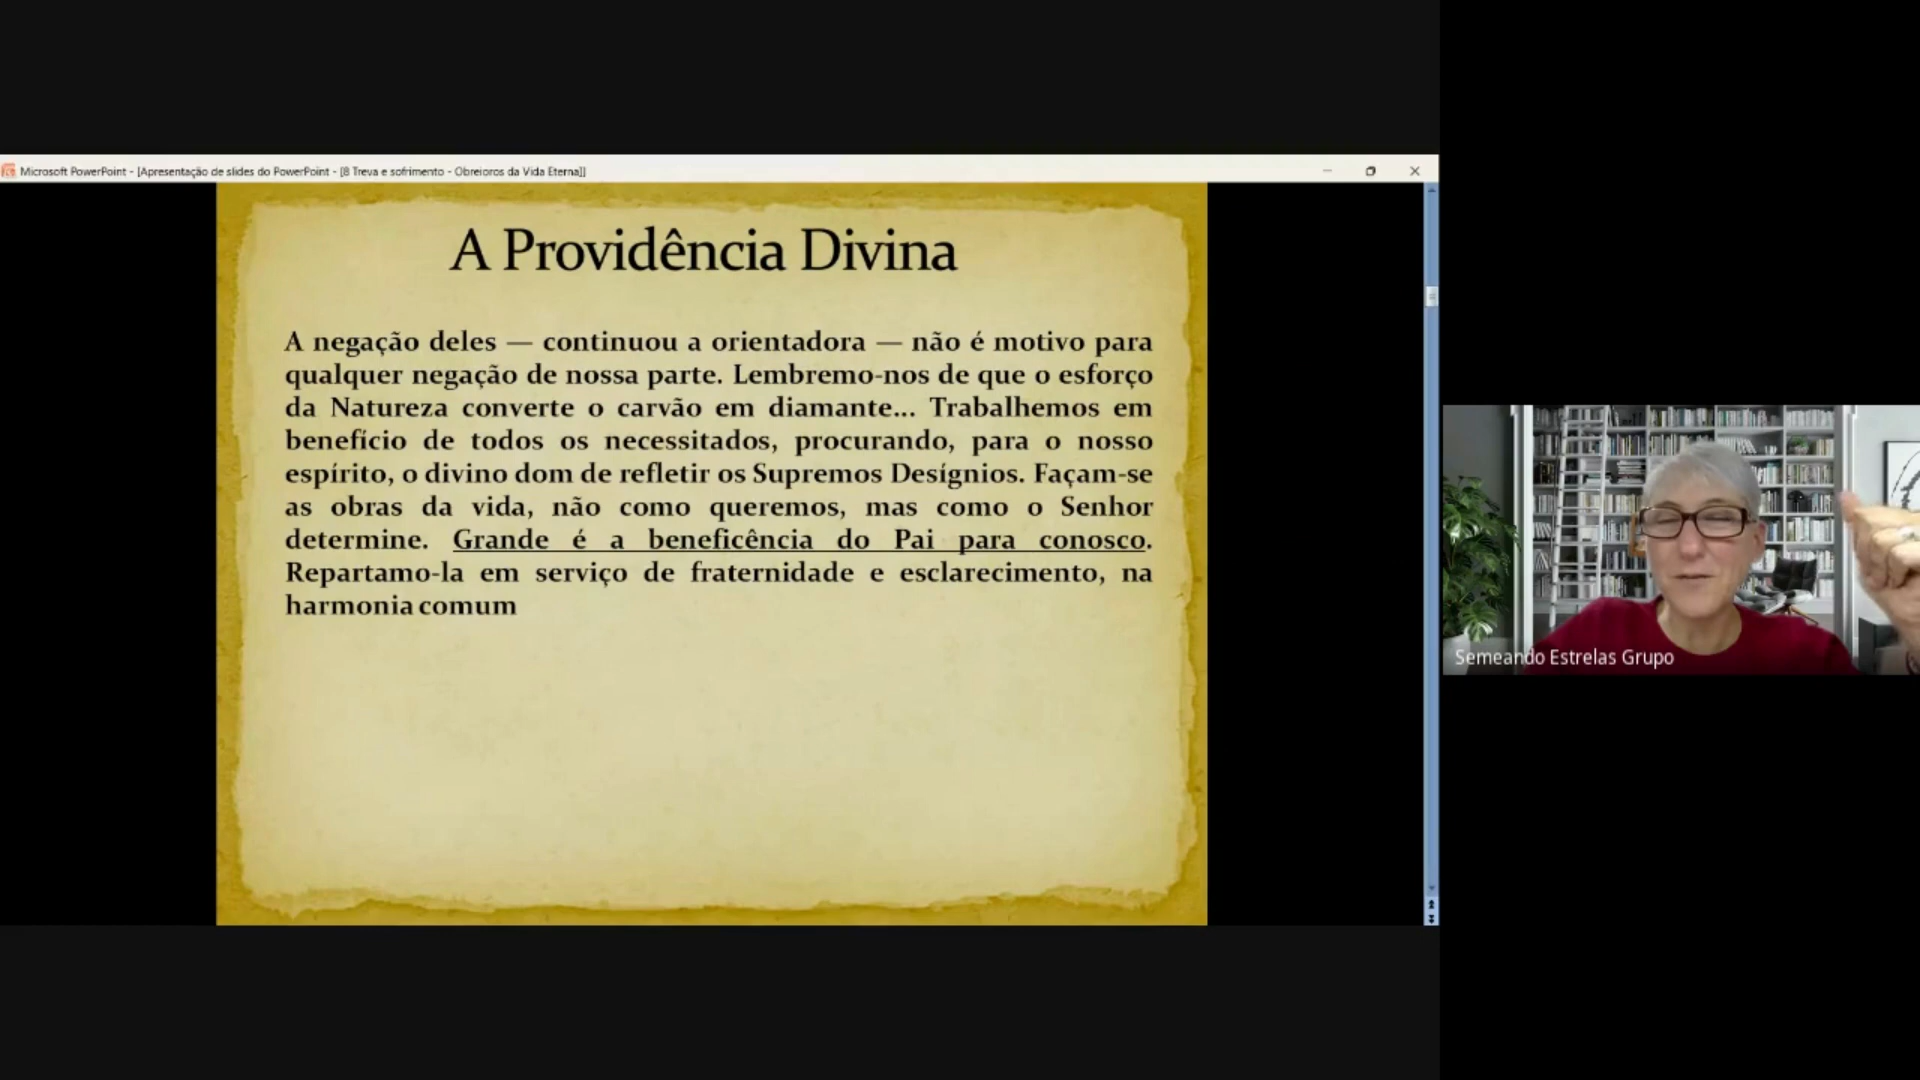 Microsoft PowerPoint - [Apresentação de slides do PowerPoint - [8 Treva e sofrimento - Obreioros da Vida Eterna]]
A Providência Divina
A negação deles — continuou a orientadora — não é motivo para
qualquer negação de nossa parte. Lembremo-nos de que o esforço
da Natureza converte o carvão em diamante... Trabalhemos em
benefício de todos os necessitados, procurando, para o nosso
espírito, o divino dom de refletir os Supremos Desígnios. Façam-se
as obras da vida, não como queremos, mas como o Senhor
determine. Grande é a beneficência do Pai para conosco.
Repartamo-la em serviço de fraternidade e esclarecimento, na
harmonia comum
Semeando Estrelas Grupo